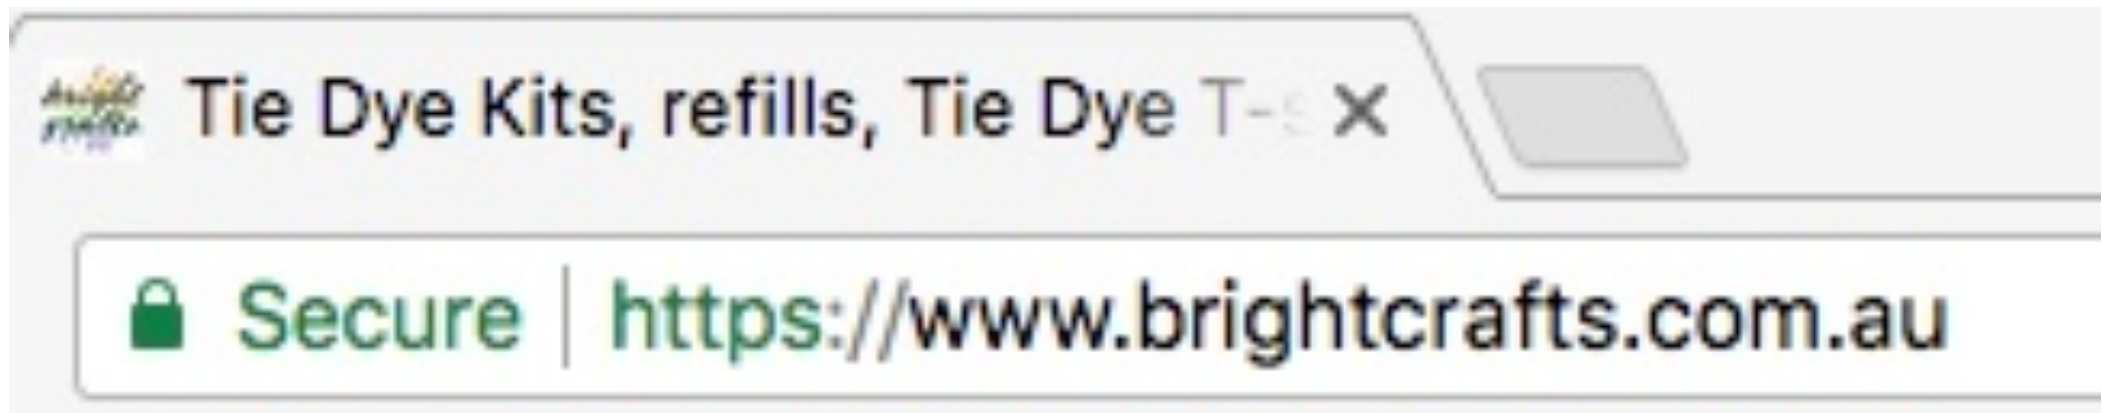 Tie Dye Kits, refills, Tie Dye T-s
Secure https://www.brightcrafts.com.au